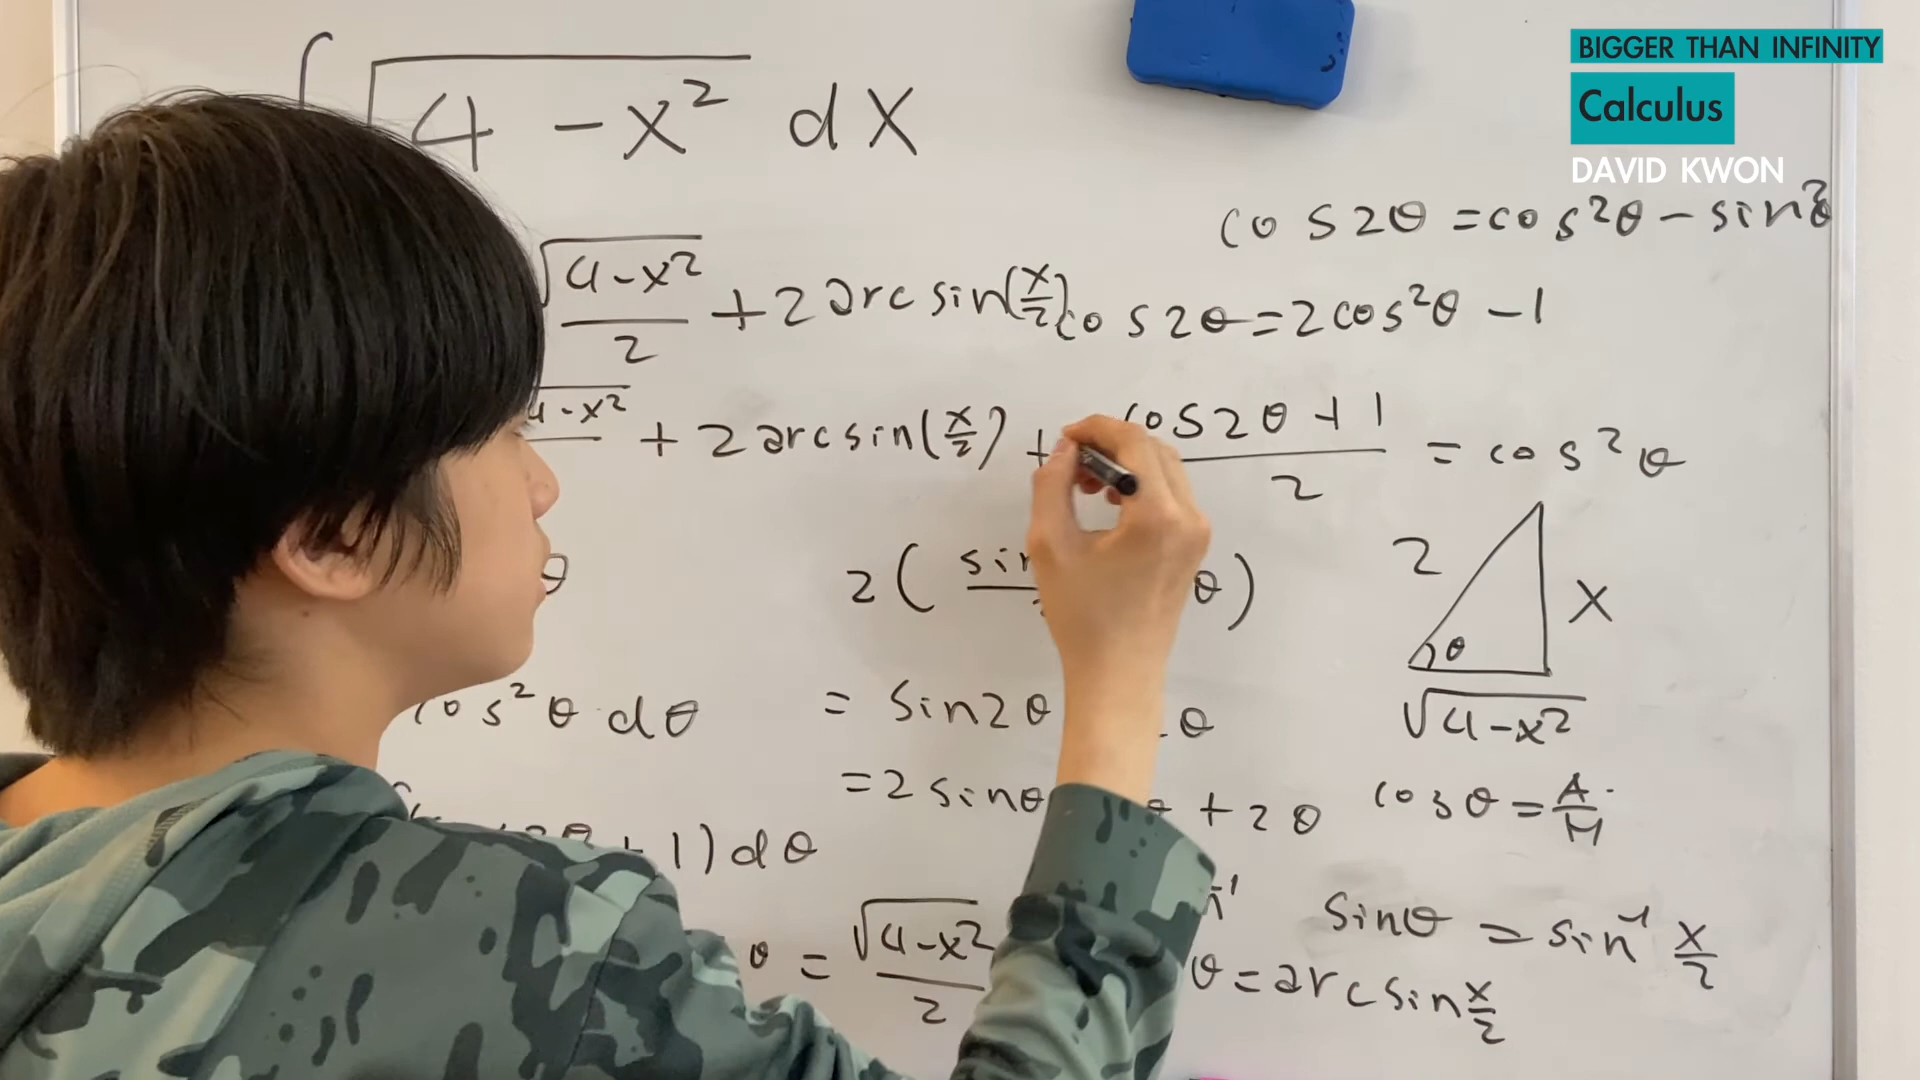 BIGGER THAN INFINITY
Calculus
DAVID KWON
∫ √4 - x² dx
cos2θ = cos²θ - sin²θ
√4-x²/2 + 2arcsin(x/2)
cos2θ = 2cos²θ - 1
4-x² + 2arcsin(x/2) +
cos2θ + 1/2 = cos²θ
θ
2( sin θ)
2
x
θ
√4-x²
cos²θ dθ
= sin2θ θ
= 2sinθ θ + 2θ
cosθ = A/H
+ 1)dθ
θ = √4-x²/2
sinθ = sin⁻¹ x/2
θ = arcsin x/2